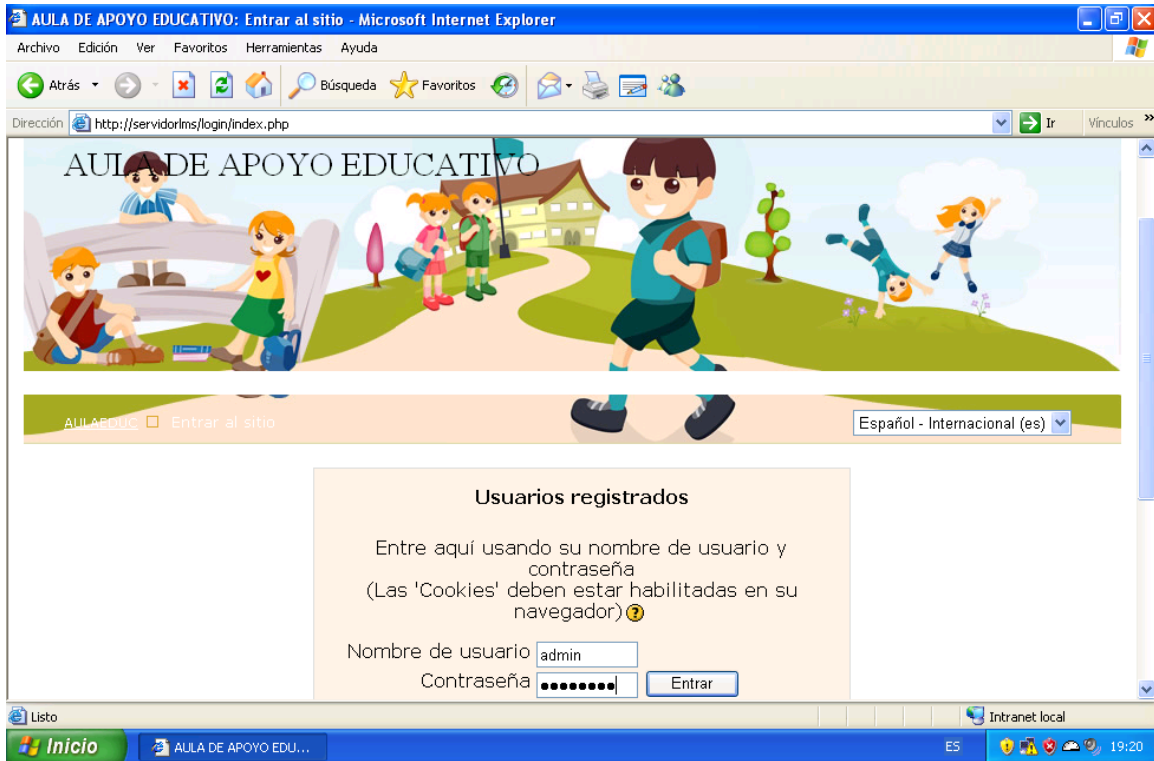 AULA DE APOYO EDUCATIVO: Entrar al sitio - Microsoft Internet Explorer
Archivo Edición Ver Favoritos Herramientas Ayuda
Atrás Búsqueda Favoritos
Dirección http://servidorlms/login/index.php Ir Vínculos »
AULA DE APOYO EDUCATIVO
AULAEDUC Entrar al sitio Español - Internacional (es)
Usuarios registrados
Entre aquí usando su nombre de usuario y
contraseña
(Las 'Cookies' deben estar habilitadas en su
navegador) ?
Nombre de usuario admin
Contraseña ●●●●●●●● Entrar
Listo Intranet local
Inicio AULA DE APOYO EDU... ES 19:20